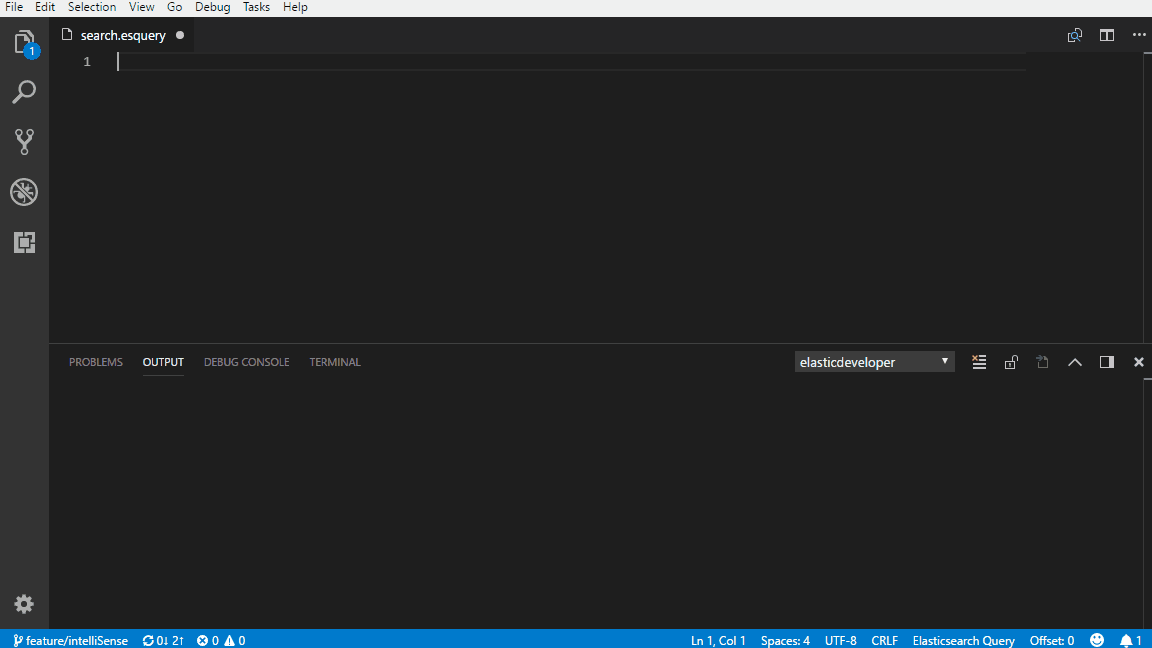 File Edit Selection View Go Debug Tasks Help
search.esquery
1
1
PROBLEMS OUTPUT DEBUG CONSOLE TERMINAL elasticdeveloper
feature/intelliSense 0↓ 2↑ 0 0 Ln 1, Col 1 Spaces: 4 UTF-8 CRLF Elasticsearch Query Offset: 0 1